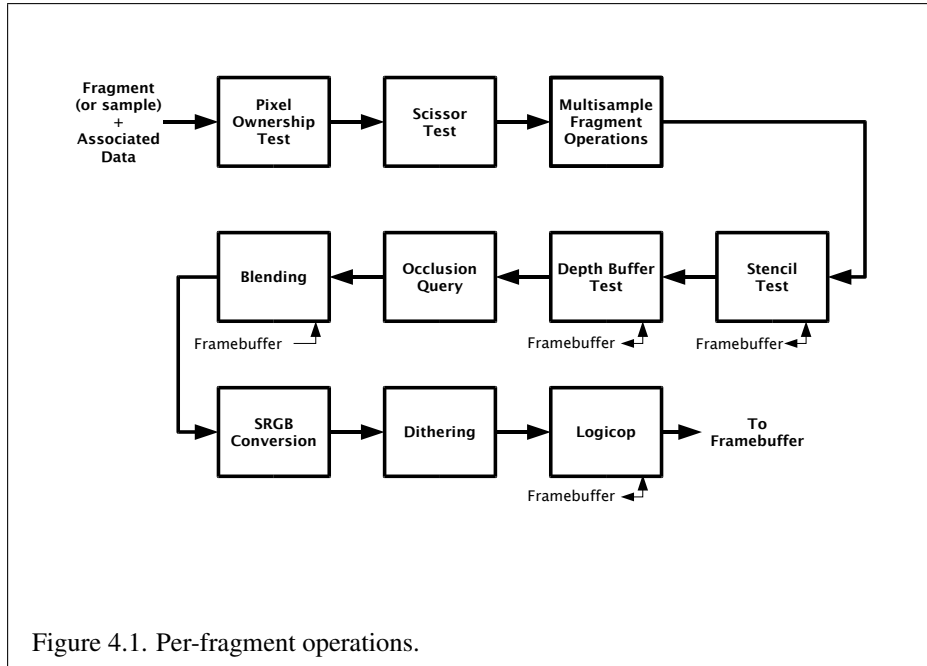 Fragment
(or sample)
+
Associated
Data
Pixel
Ownership
Test
Scissor
Test
Multisample
Fragment
Operations
Stencil
Test
Framebuffer
Depth Buffer
Test
Framebuffer
Occlusion
Query
Blending
Framebuffer
SRGB
Conversion
Dithering
Logicop
Framebuffer
To
Framebuffer
Figure 4.1. Per-fragment operations.